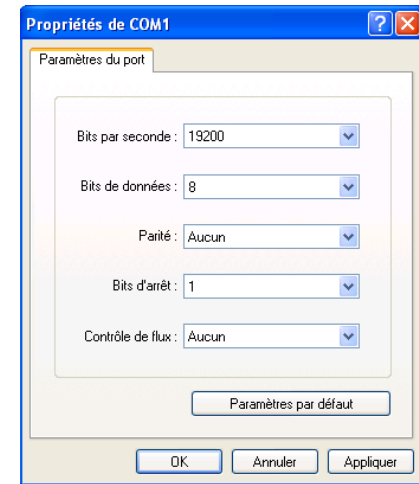 Propriétés de COM1
Paramètres du port
Bits par seconde : 19200
Bits de données : 8
Parité : Aucun
Bits d'arrêt : 1
Contrôle de flux : Aucun
Paramètres par défaut
OK Annuler Appliquer